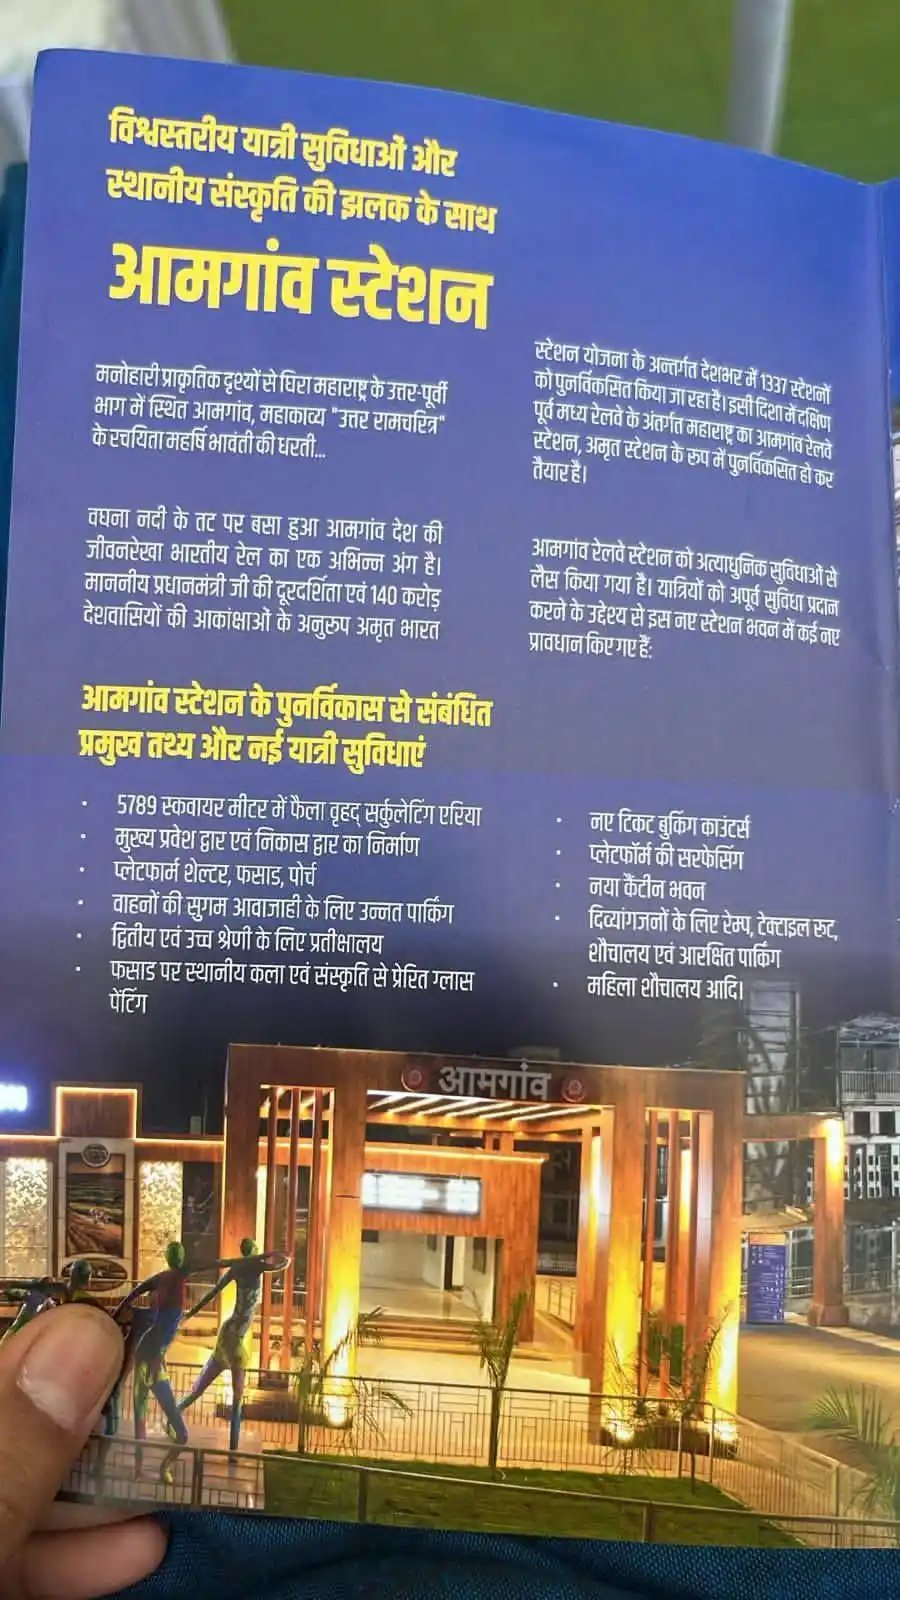 विश्वस्तरीय यात्री सुविधाओं और
स्थानीय संस्कृति की झलक के साथ
आमगांव स्टेशन
मनोहारी प्राकृतिक दृश्यों से घिरा महाराष्ट्र के उत्तर-पूर्वी
भाग में स्थित आमगांव, महाकाव्य "उत्तर रामचरित्र"
के रचयिता महर्षि भावंती की धरती...
वघना नदी के तट पर बसा हुआ आमगांव देश की
जीवनरेखा भारतीय रेल का एक अभिन्न अंग है।
माननीय प्रधानमंत्री जी की दूरदर्शिता एवं 140 करोड़
देशवासियों की आकांक्षाओं के अनुरूप अमृत भारत
स्टेशन योजना के अन्तर्गत देशभर में 1337 स्टेशनों
को पुनर्विकसित किया जा रहा है। इसी दिशा में दक्षिण
पूर्व मध्य रेलवे के अंतर्गत महाराष्ट्र का आमगांव रेलवे
स्टेशन, अमृत स्टेशन के रूप में पुनर्विकसित हो कर
तैयार है।
आमगांव रेलवे स्टेशन को अत्याधुनिक सुविधाओं से
लैस किया गया है। यात्रियों को अपूर्व सुविधा प्रदान
करने के उद्देश्य से इस नए स्टेशन भवन में कई नए
प्रावधान किए गए हैं:
आमगांव स्टेशन के पुनर्विकास से संबंधित
प्रमुख तथ्य और नई यात्री सुविधाएं
• 5789 स्कवायर मीटर में फैला वृहद् सर्कुलेटिंग एरिया
• मुख्य प्रवेश द्वार एवं निकास द्वार का निर्माण
• प्लेटफार्म शेल्टर, फसाड, पोर्च
• वाहनों की सुगम आवाजाही के लिए उन्नत पार्किंग
• द्वितीय एवं उच्च श्रेणी के लिए प्रतीक्षालय
• फसाड पर स्थानीय कला एवं संस्कृति से प्रेरित ग्लास
पेंटिंग
• नए टिकट बुकिंग काउंटर्स
• प्लेटफॉर्म की सरफेसिंग
• नया कैंटीन भवन
• दिव्यांगजनों के लिए रेम्प, टेक्टाइल रूट,
शौचालय एवं आरक्षित पार्किंग
• महिला शौचालय आदि।
आमगांव